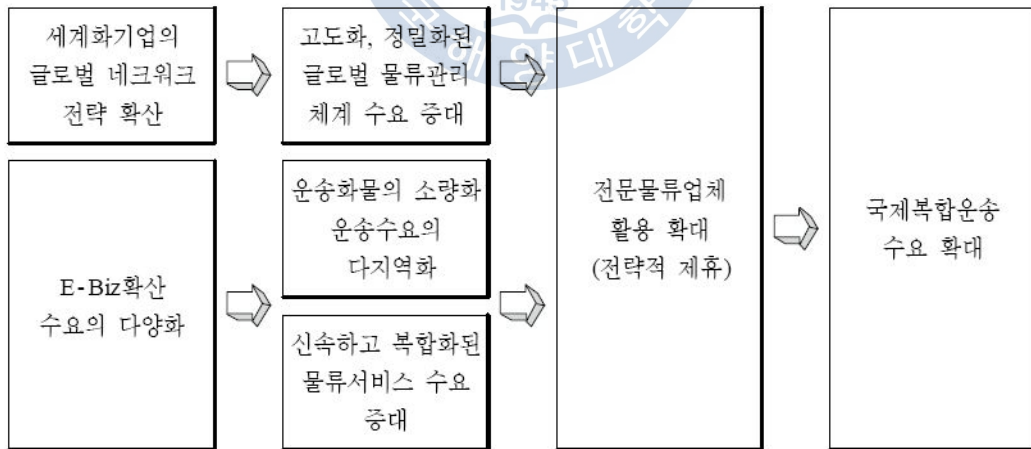 1945
해양대학
세계화기업의
글로벌 네크워크
전략 확산
고도화, 정밀화된
글로벌 물류관리
체계 수요 증대
E-Biz확산
수요의 다양화
운송화물의 소량화
운송수요의
다지역화
신속하고 복합화된
물류서비스 수요
증대
전문물류업체
활용 확대
(전략적 제휴)
국제복합운송
수요 확대